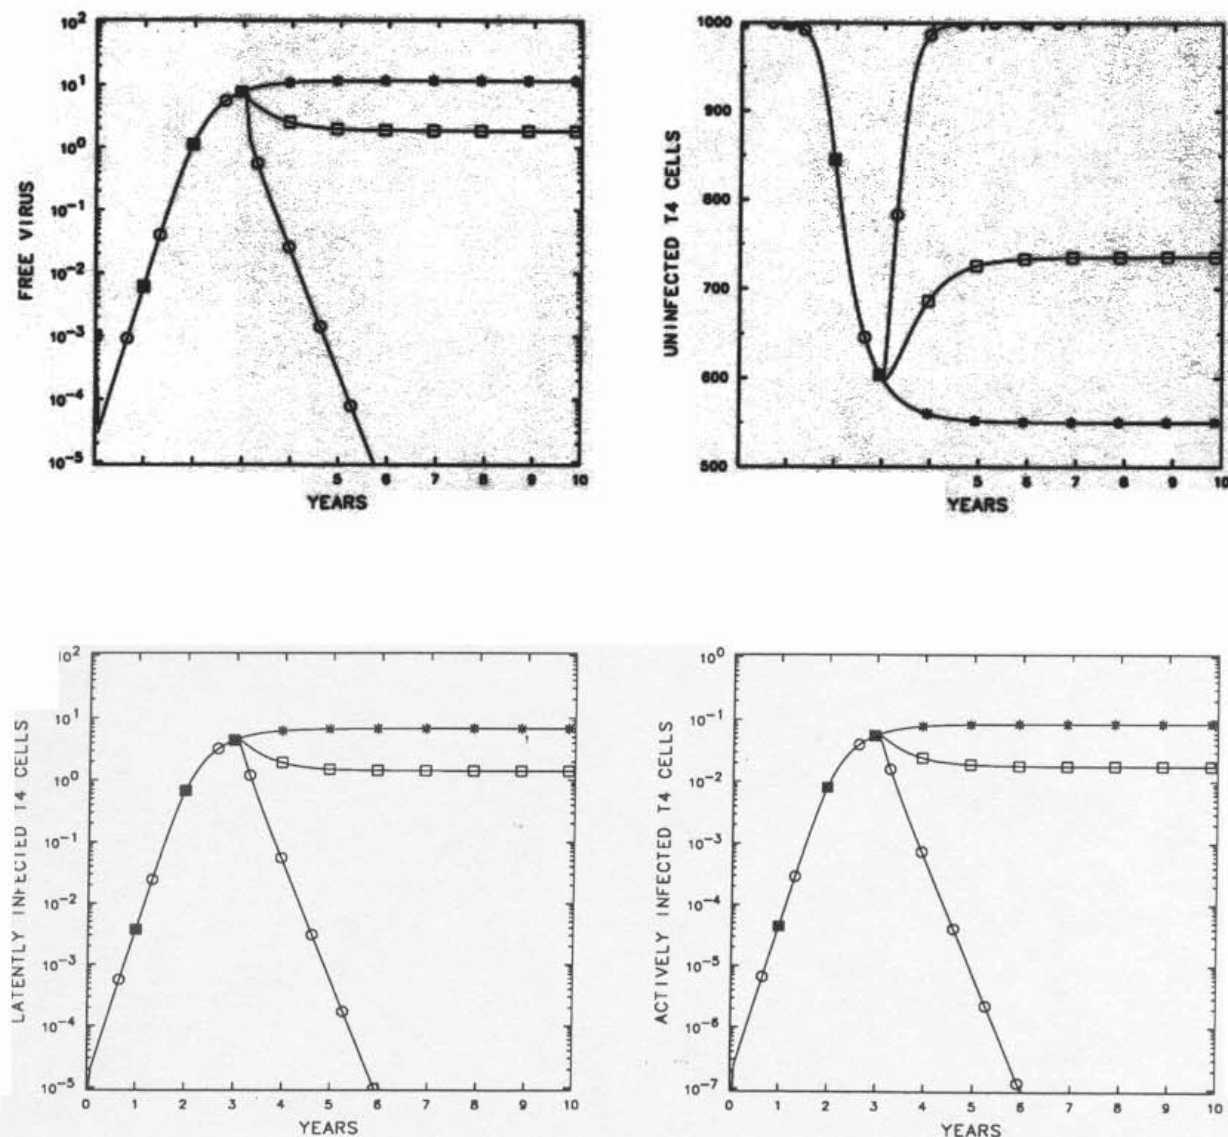 FREE VIRUS
10²
10¹
10⁰
10⁻¹
10⁻²
10⁻³
10⁻⁴
10⁻⁵
5 6 7 8 9 10
YEARS
UNINFECTED T4 CELLS
1000
900
800
700
600
500
5 6 7 8 9 10
YEARS
LATENTLY INFECTED T4 CELLS
10²
10¹
10⁰
10⁻¹
10⁻²
10⁻³
10⁻⁴
10⁻⁵
0 1 2 3 4 5 6 7 8 9 10
YEARS
ACTIVELY INFECTED T4 CELLS
10⁰
10⁻¹
10⁻²
10⁻³
10⁻⁴
10⁻⁵
10⁻⁶
10⁻⁷
0 1 2 3 4 5 6 7 8 9 10
YEARS